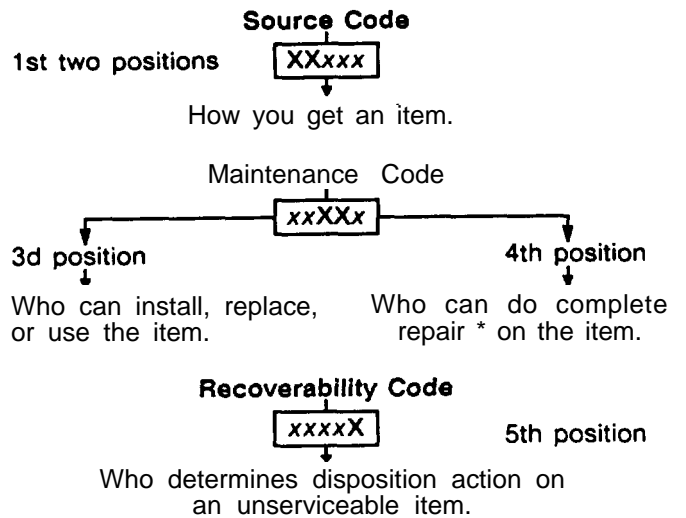 Source Code
1st two positions XXxxx
How you get an item.
Maintenance Code
xxXXx
3d position 4th position
Who can install, replace, Who can do complete
or use the item. repair * on the item.
Recoverability Code
xxxxX 5th position
Who determines disposition action on
an unserviceable item.